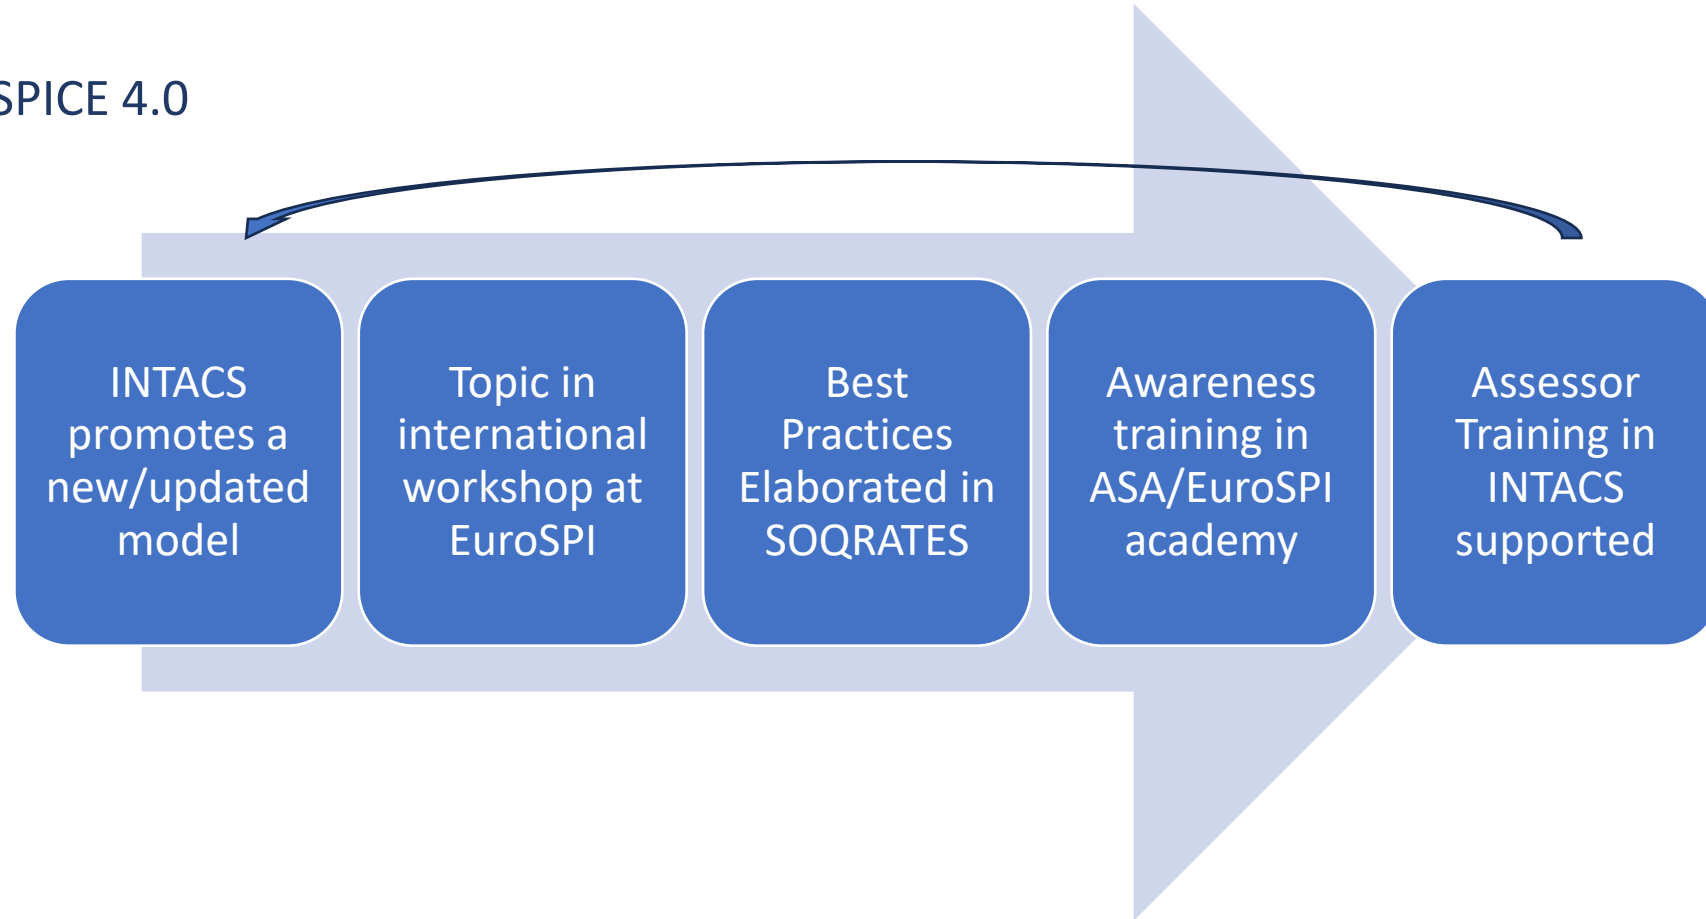 SPICE 4.0
INTACS
promotes a
new/updated
model
Topic in
international
workshop at
EuroSPI
Best
Practices
Elaborated in
SOQRATES
Awareness
training in
ASA/EuroSPI
academy
Assessor
Training in
INTACS
supported